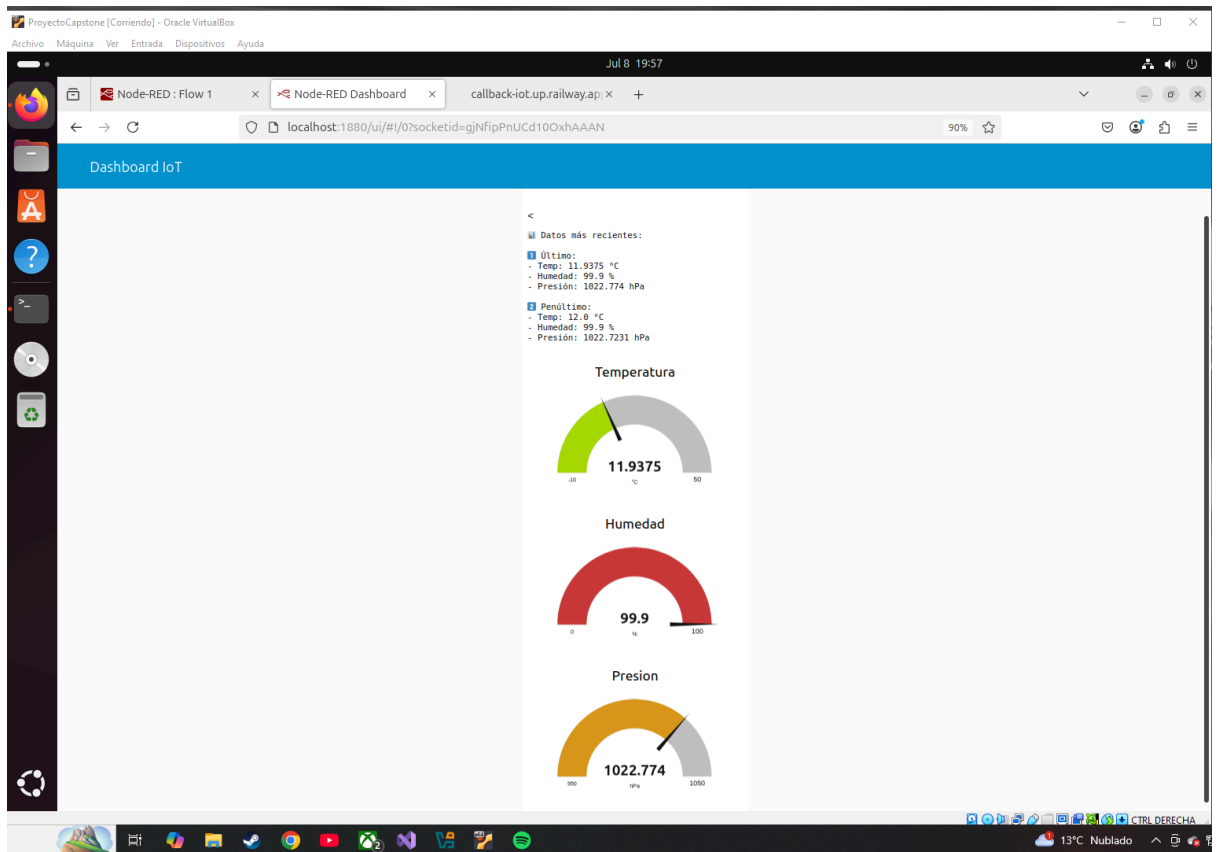 ProyectoCapstone [Corriendo] - Oracle VirtualBox
Archivo Máquina Ver Entrada Dispositivos Ayuda
Jul 8 19:57
Node-RED : Flow 1
Node-RED Dashboard
callback-iot.up.railway.ap
localhost:1880/ui/#!/0?socketid=gjNfipPnUCd10OxhAAAN
90%
Dashboard IoT
<
Datos más recientes:
1 Último:
- Temp: 11.9375 °C
- Humedad: 99.9 %
- Presión: 1022.774 hPa
2 Penúltimo:
- Temp: 12.0 °C
- Humedad: 99.9 %
- Presión: 1022.7231 hPa
Temperatura
11.9375
-10 °C 50
Humedad
99.9
0 % 100
Presion
1022.774
950 hPa 1050
CTRL DERECHA
2
13°C Nublado